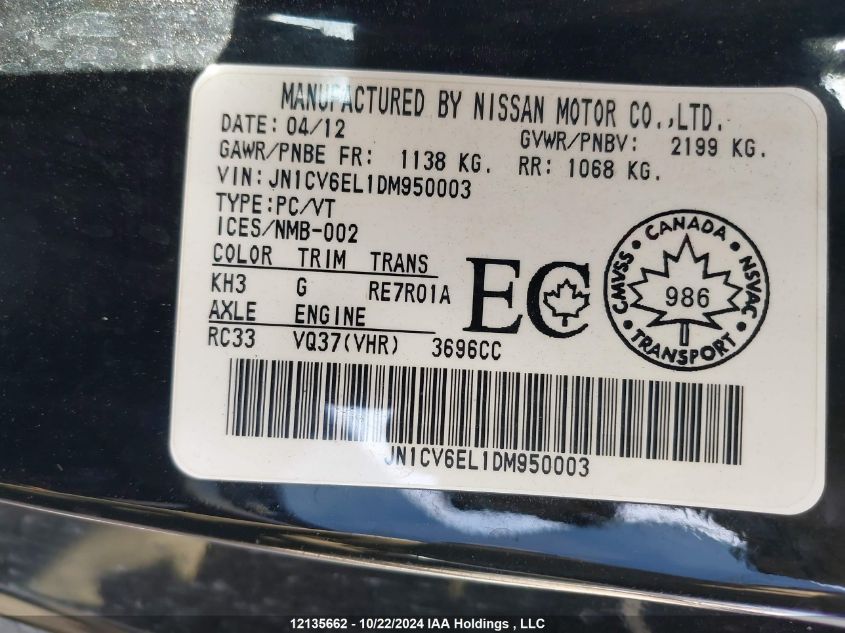 MANUFACTURED BY NISSAN MOTOR CO.,LTD.
DATE: 04/12 GVWR/PNBV: 2199 KG.
GAWR/PNBE FR: 1138 KG. RR: 1068 KG.
VIN: JN1CV6EL1DM950003
TYPE:PC/VT
ICES/NMB-002
COLOR TRIM TRANS
KH3 G RE7R01A
AXLE ENGINE
RC33 VQ37(VHR) 3696CC
EC
CANADA
CMVSS NSVAC
986
TRANSPORT
JN1CV6EL1DM950003
12135662 - 10/22/2024 IAA Holdings , LLC